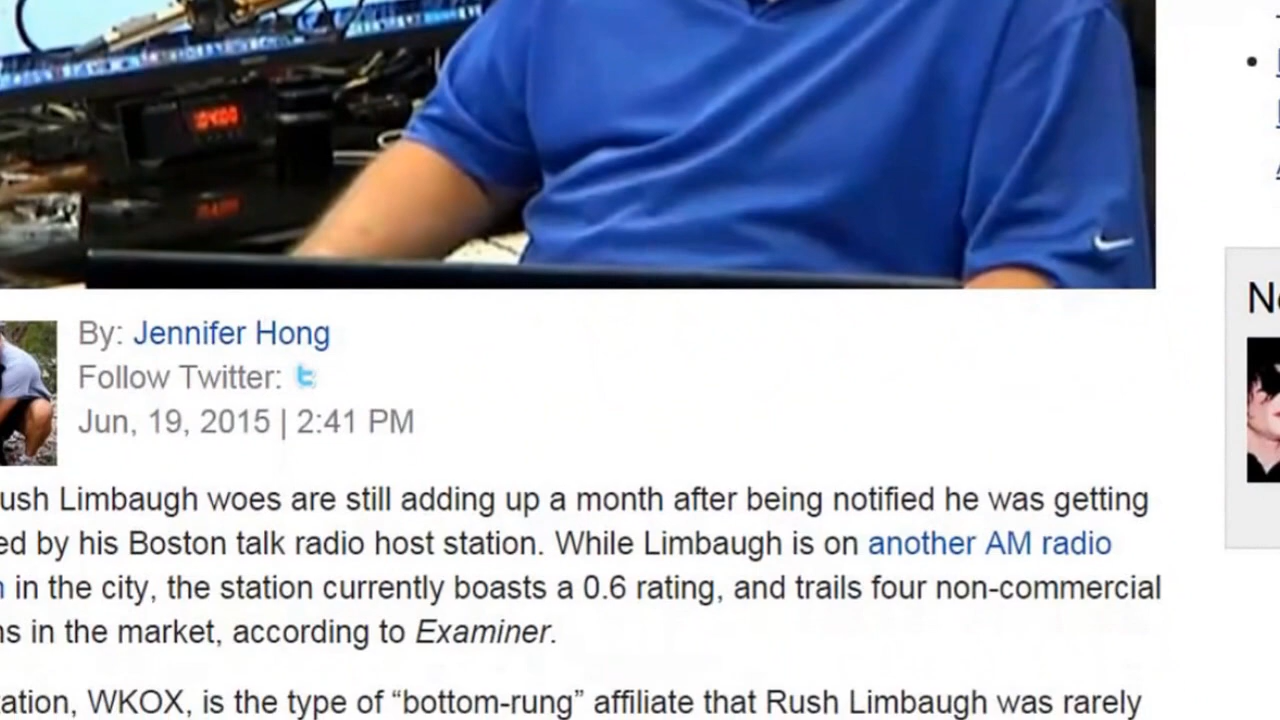 By: Jennifer Hong
Follow Twitter:
Jun, 19, 2015 | 2:41 PM
Limbaugh woes are still adding up a month after being notified he was getting
by his Boston talk radio host station. While Limbaugh is on another AM radio
in the city, the station currently boasts a 0.6 rating, and trails four non-commercial
in the market, according to Examiner.
WKOX, is the type of “bottom-rung” affiliate that Rush Limbaugh was rarely